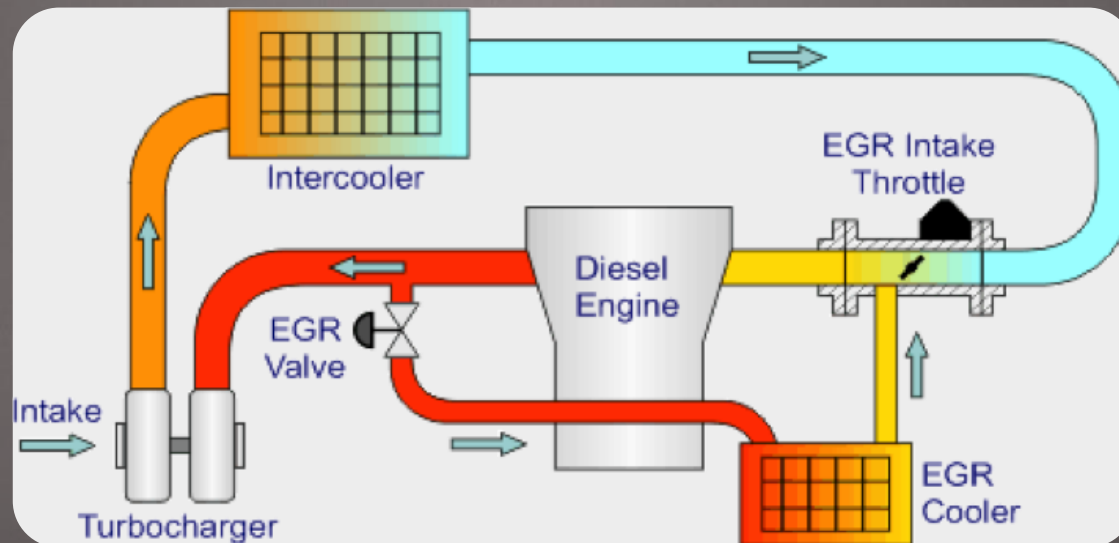 Intercooler
EGR Intake
Throttle
Diesel
Engine
EGR
Valve
Intake
Turbocharger
EGR
Cooler